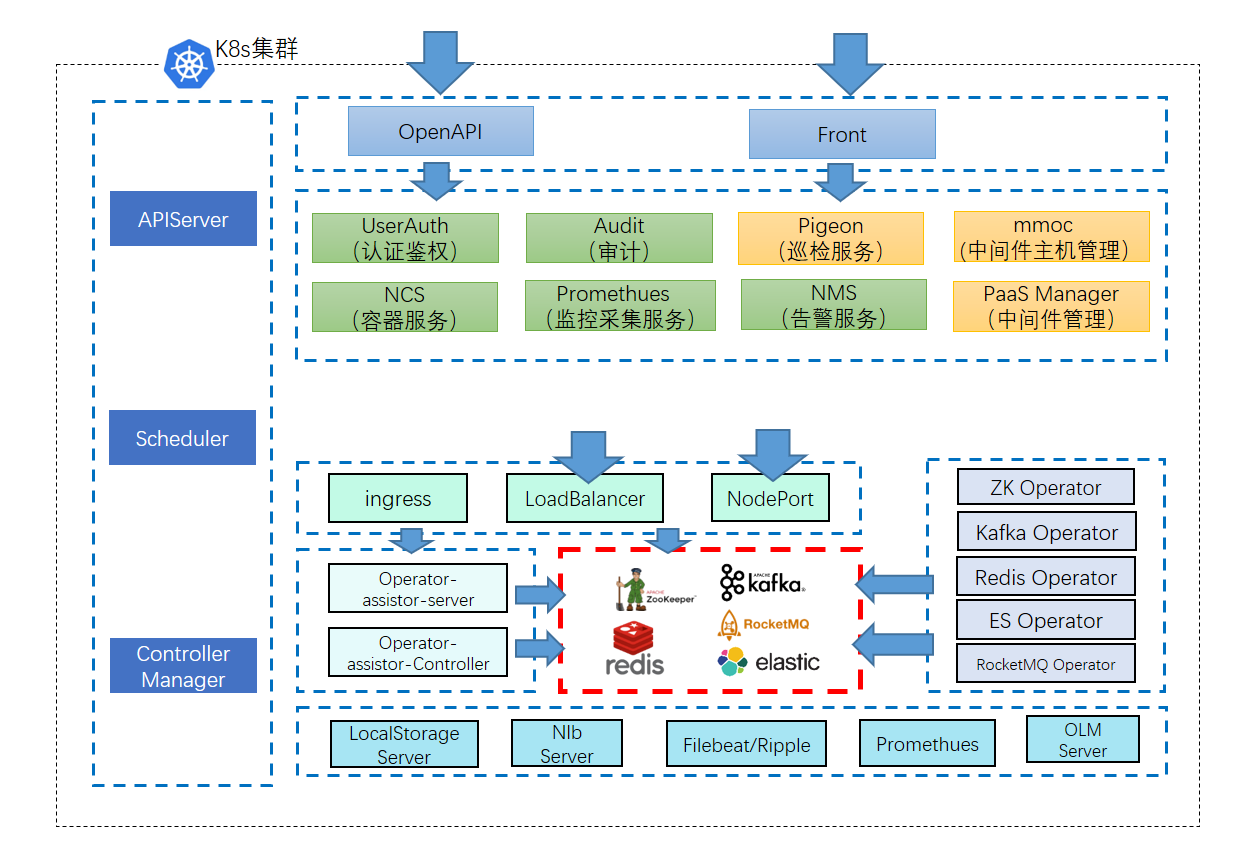 K8s集群
OpenAPI
Front
APIServer
UserAuth
（认证鉴权）
Audit
（审计）
Pigeon
（巡检服务）
mmoc
（中间件主机管理）
NCS
（容器服务）
Promethues
（监控采集服务）
NMS
（告警服务）
PaaS Manager
（中间件管理）
Scheduler
ingress
LoadBalancer
NodePort
ZK Operator
Kafka Operator
Redis Operator
ES Operator
RocketMQ Operator
Operator-
assistor-server
Operator-
assistor-Controller
APACHE
ZooKeeper™
APACHE
kafka®
RocketMQ
redis
elastic
Controller
Manager
LocalStorage
Server
Nlb
Server
Filebeat/Ripple
Promethues
OLM
Server